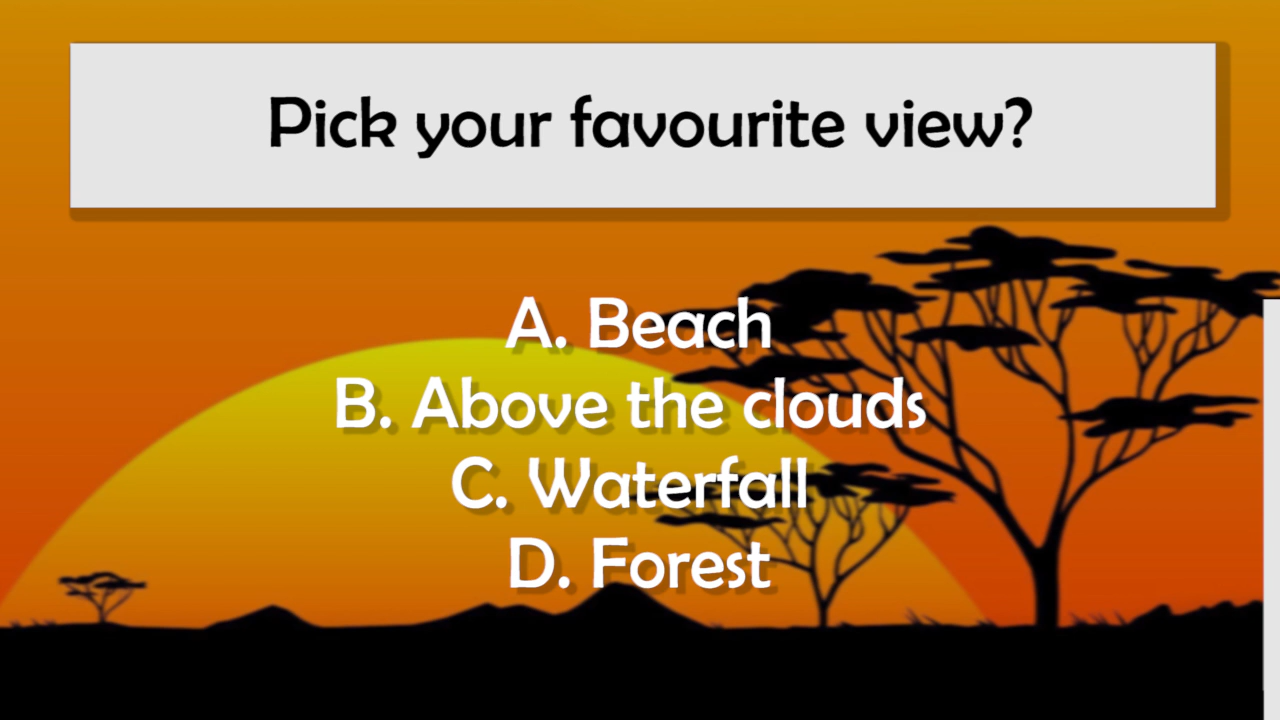 Pick your favourite view?
A. Beach
B. Above the clouds
C. Waterfall
D. Forest